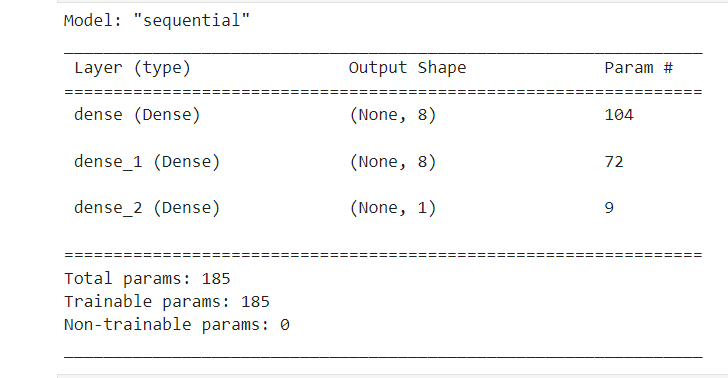 Model: "sequential"
_________________________________________________________________
Layer (type) Output Shape Param #
=================================================================
dense (Dense) (None, 8) 104
dense_1 (Dense) (None, 8) 72
dense_2 (Dense) (None, 1) 9
=================================================================
Total params: 185
Trainable params: 185
Non-trainable params: 0
_________________________________________________________________